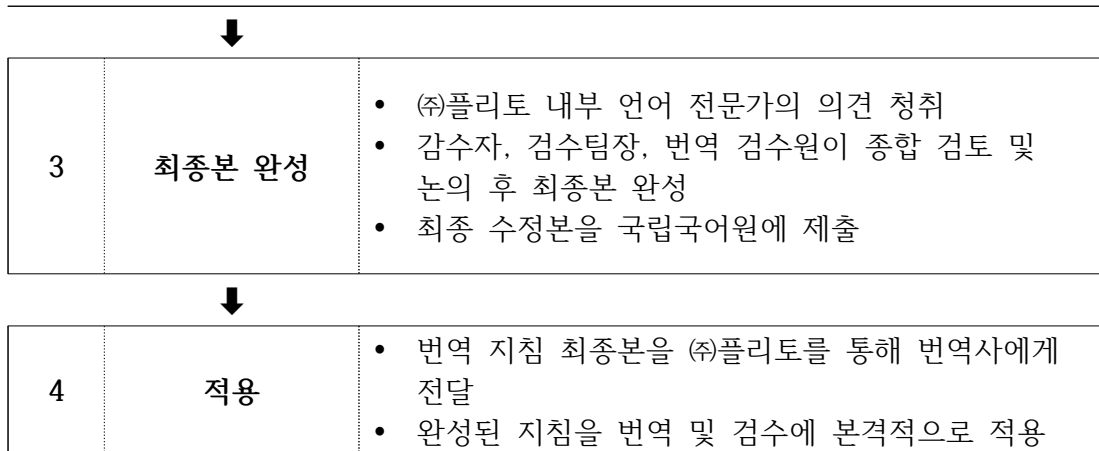 3
최종본 완성
• ㈜플리토 내부 언어 전문가의 의견 청취
• 감수자, 검수팀장, 번역 검수원이 종합 검토 및
논의 후 최종본 완성
• 최종 수정본을 국립국어원에 제출
4
적용
• 번역 지침 최종본을 ㈜플리토를 통해 번역사에게
전달
• 완성된 지침을 번역 및 검수에 본격적으로 적용